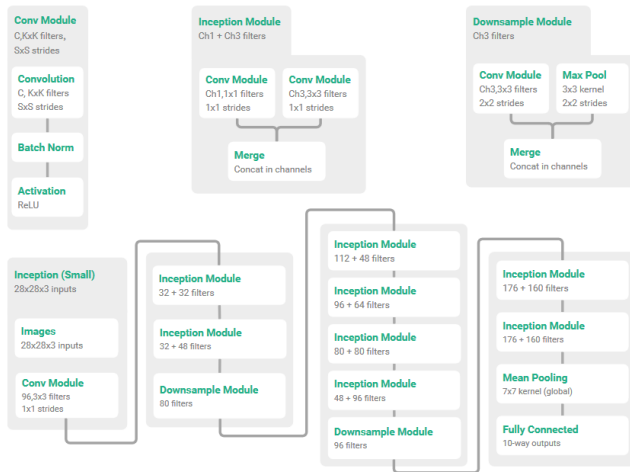 Conv Module
C,KxK filters,
SxS strides
Convolution
C, KxK filters
SxS strides
Batch Norm
Activation
ReLU
Inception Module
Ch1 + Ch3 filters
Conv Module
Ch1,1x1 filters
1x1 strides
Conv Module
Ch3,3x3 filters
1x1 strides
Merge
Concat in channels
Downsample Module
Ch3 filters
Conv Module
Ch3,3x3 filters
2x2 strides
Max Pool
3x3 kernel
2x2 strides
Merge
Concat in channels
Inception (Small)
28x28x3 inputs
Images
28x28x3 inputs
Conv Module
96,3x3 filters
1x1 strides
Inception Module
32 + 32 filters
Inception Module
32 + 48 filters
Downsample Module
80 filters
Inception Module
112 + 48 filters
Inception Module
96 + 64 filters
Inception Module
80 + 80 filters
Inception Module
48 + 96 filters
Downsample Module
96 filters
Inception Module
176 + 160 filters
Inception Module
176 + 160 filters
Mean Pooling
7x7 kernel (global)
Fully Connected
10-way outputs